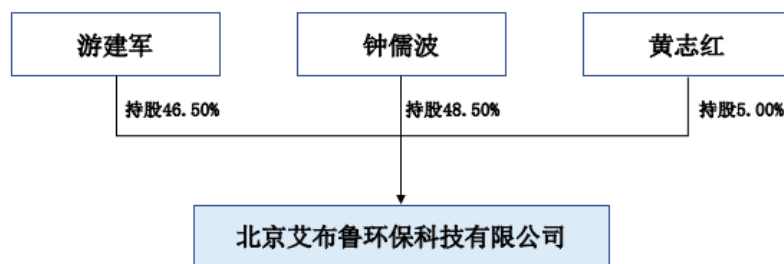 游建军
钟儒波
黄志红
持股46.50%
持股48.50%
持股5.00%
北京艾布鲁环保科技有限公司